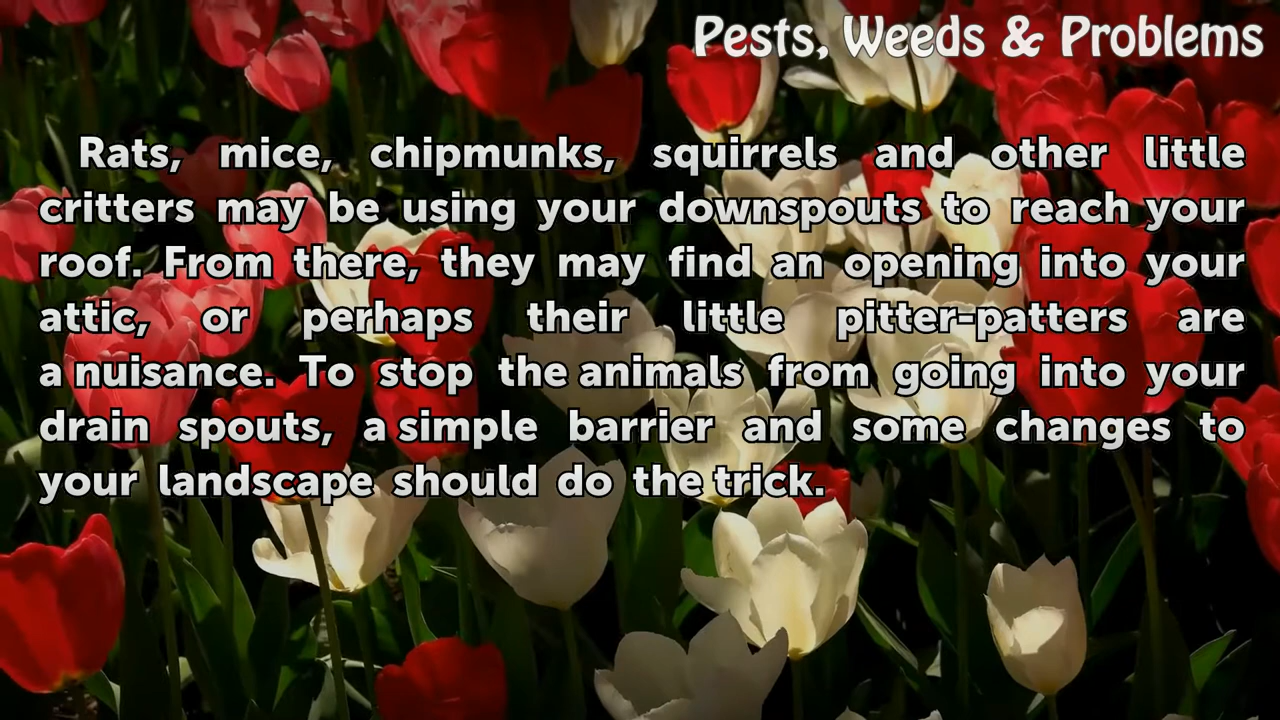 Pests, Weeds & Problems
Rats, mice, chipmunks, squirrels and other little
critters may be using your downspouts to reach your
roof. From there, they may find an opening into your
attic, or perhaps their little pitter-patters are
a nuisance. To stop the animals from going into your
drain spouts, a simple barrier and some changes to
your landscape should do the trick.